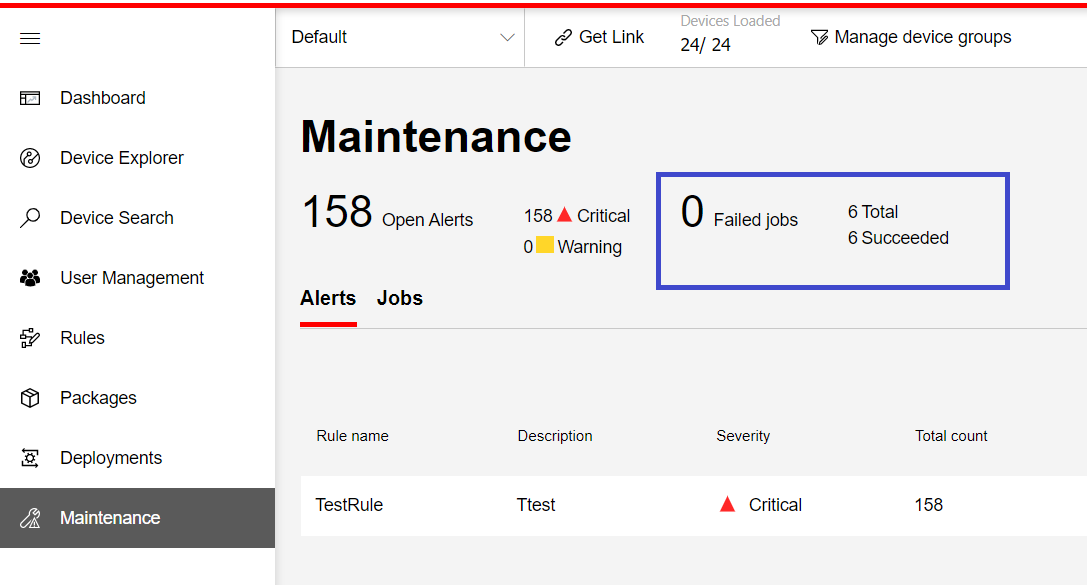 Default
Get Link
Devices Loaded
24/ 24
Manage device groups
Dashboard
Device Explorer
Device Search
User Management
Rules
Packages
Deployments
Maintenance
Maintenance
158 Open Alerts
158 Critical
0 Warning
0 Failed jobs
6 Total
6 Succeeded
Alerts Jobs
Rule name Description Severity Total count
TestRule Ttest Critical 158